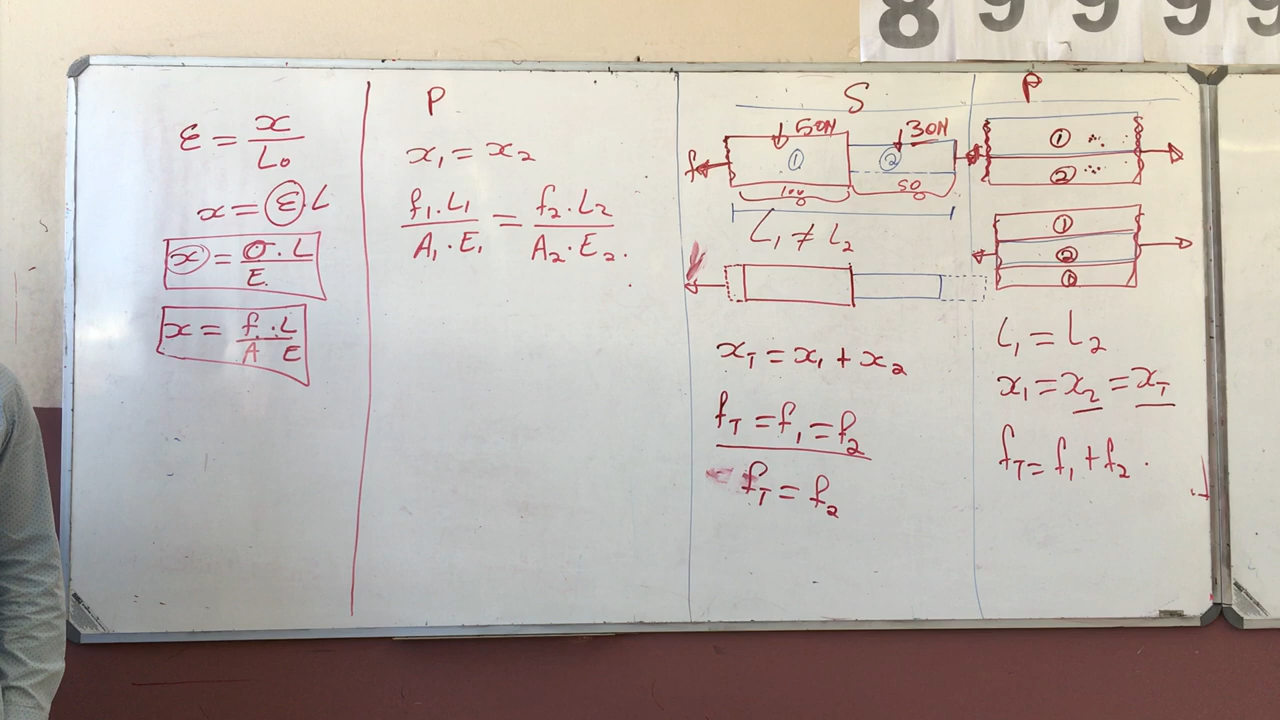 8 9 9 9 9
ε = x / L₀
x = ε · L
x = σ · L / E
x = f · L / A E
P
x₁ = x₂
f₁ · L₁ / A₁ · E₁ = f₂ · L₂ / A₂ · E₂ .
S
50N 30N
f ① ②
100 50
L₁ ≠ L₂
x_T = x₁ + x₂
f_T = f₁ = f₂
f_T = f₂
P
①
②
①
②
①
L₁ = L₂
x₁ = x₂ = x_T
f_T = f₁ + f₂ .